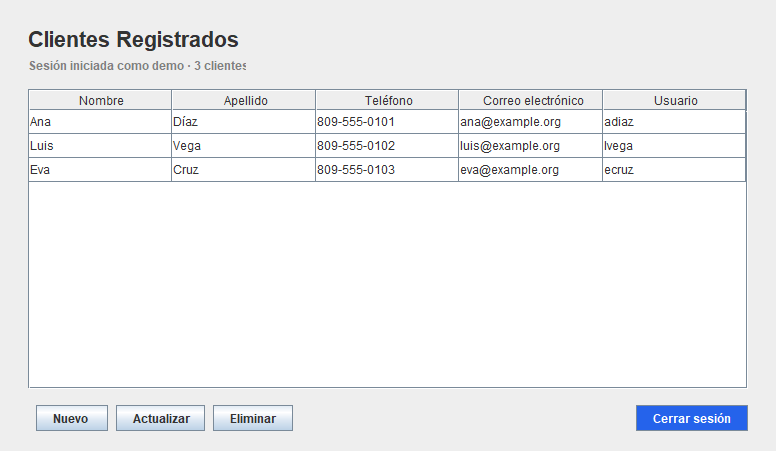 Clientes Registrados
Sesión iniciada como demo · 3 clientes
Nombre Apellido Teléfono Correo electrónico Usuario
Ana Díaz 809-555-0101 ana@example.org adiaz
Luis Vega 809-555-0102 luis@example.org lvega
Eva Cruz 809-555-0103 eva@example.org ecruz
Nuevo Actualizar Eliminar Cerrar sesión